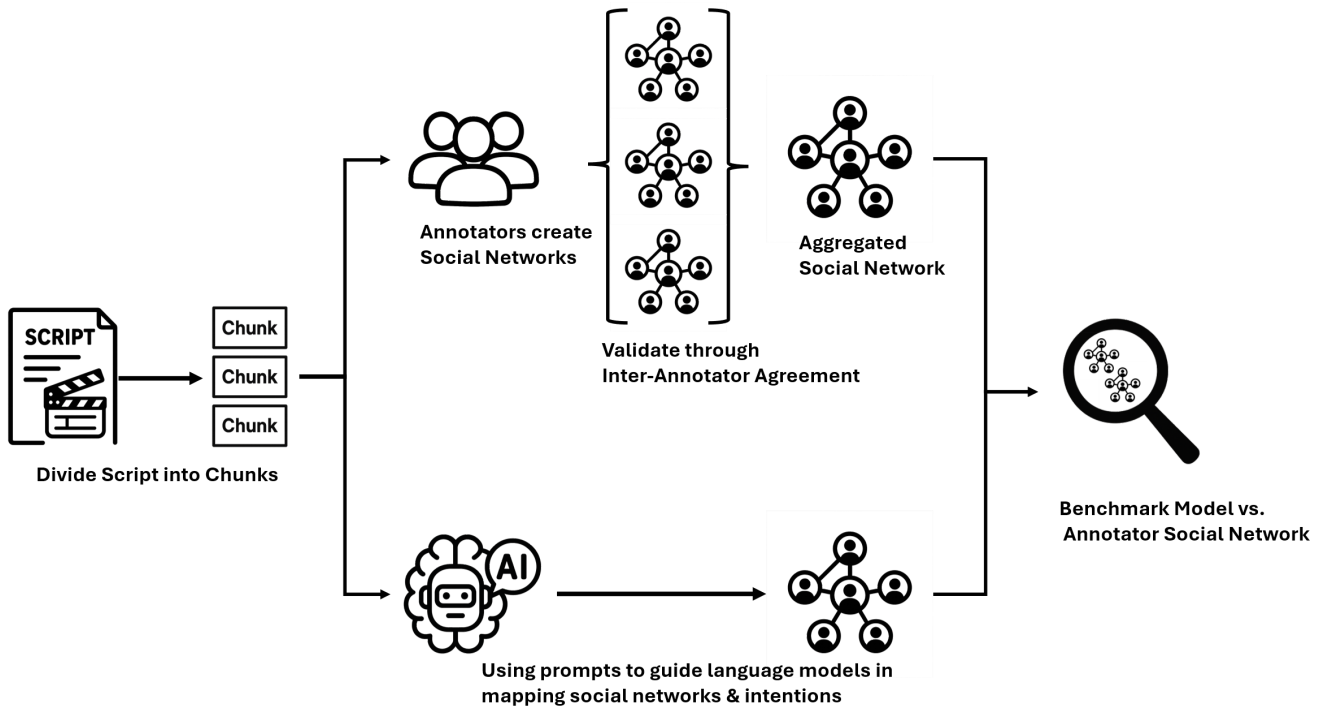 SCRIPT
Chunk
Chunk
Chunk
Divide Script into Chunks
Annotators create
Social Networks
Validate through
Inter-Annotator Agreement
Aggregated
Social Network
AI
Using prompts to guide language models in
mapping social networks & intentions
Benchmark Model vs.
Annotator Social Network